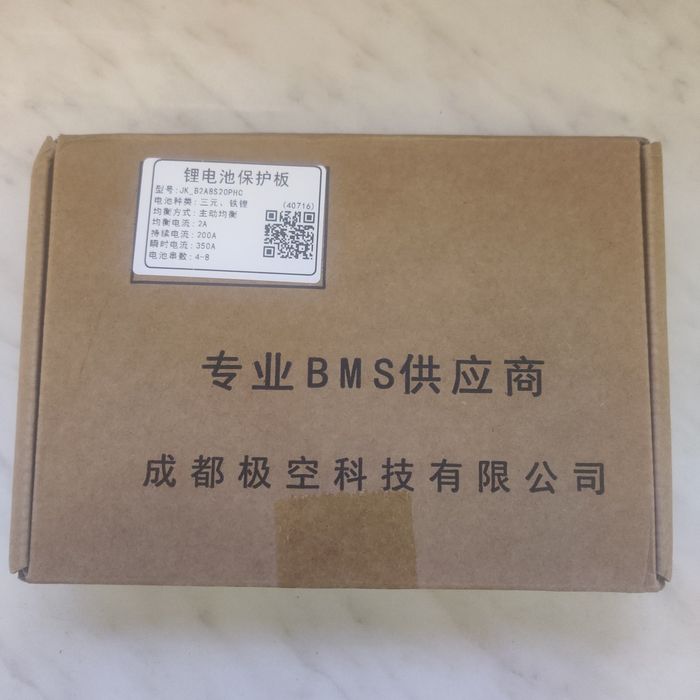 锂电池保护板
型号:JK_B2A8S20PHC
电池种类:三元、铁锂
(40716)
均衡方式:主动均衡
均衡电流:2A
持续电流:200A
瞬时电流:350A
电池串数:4-8
专业BMS供应商
成都极空科技有限公司